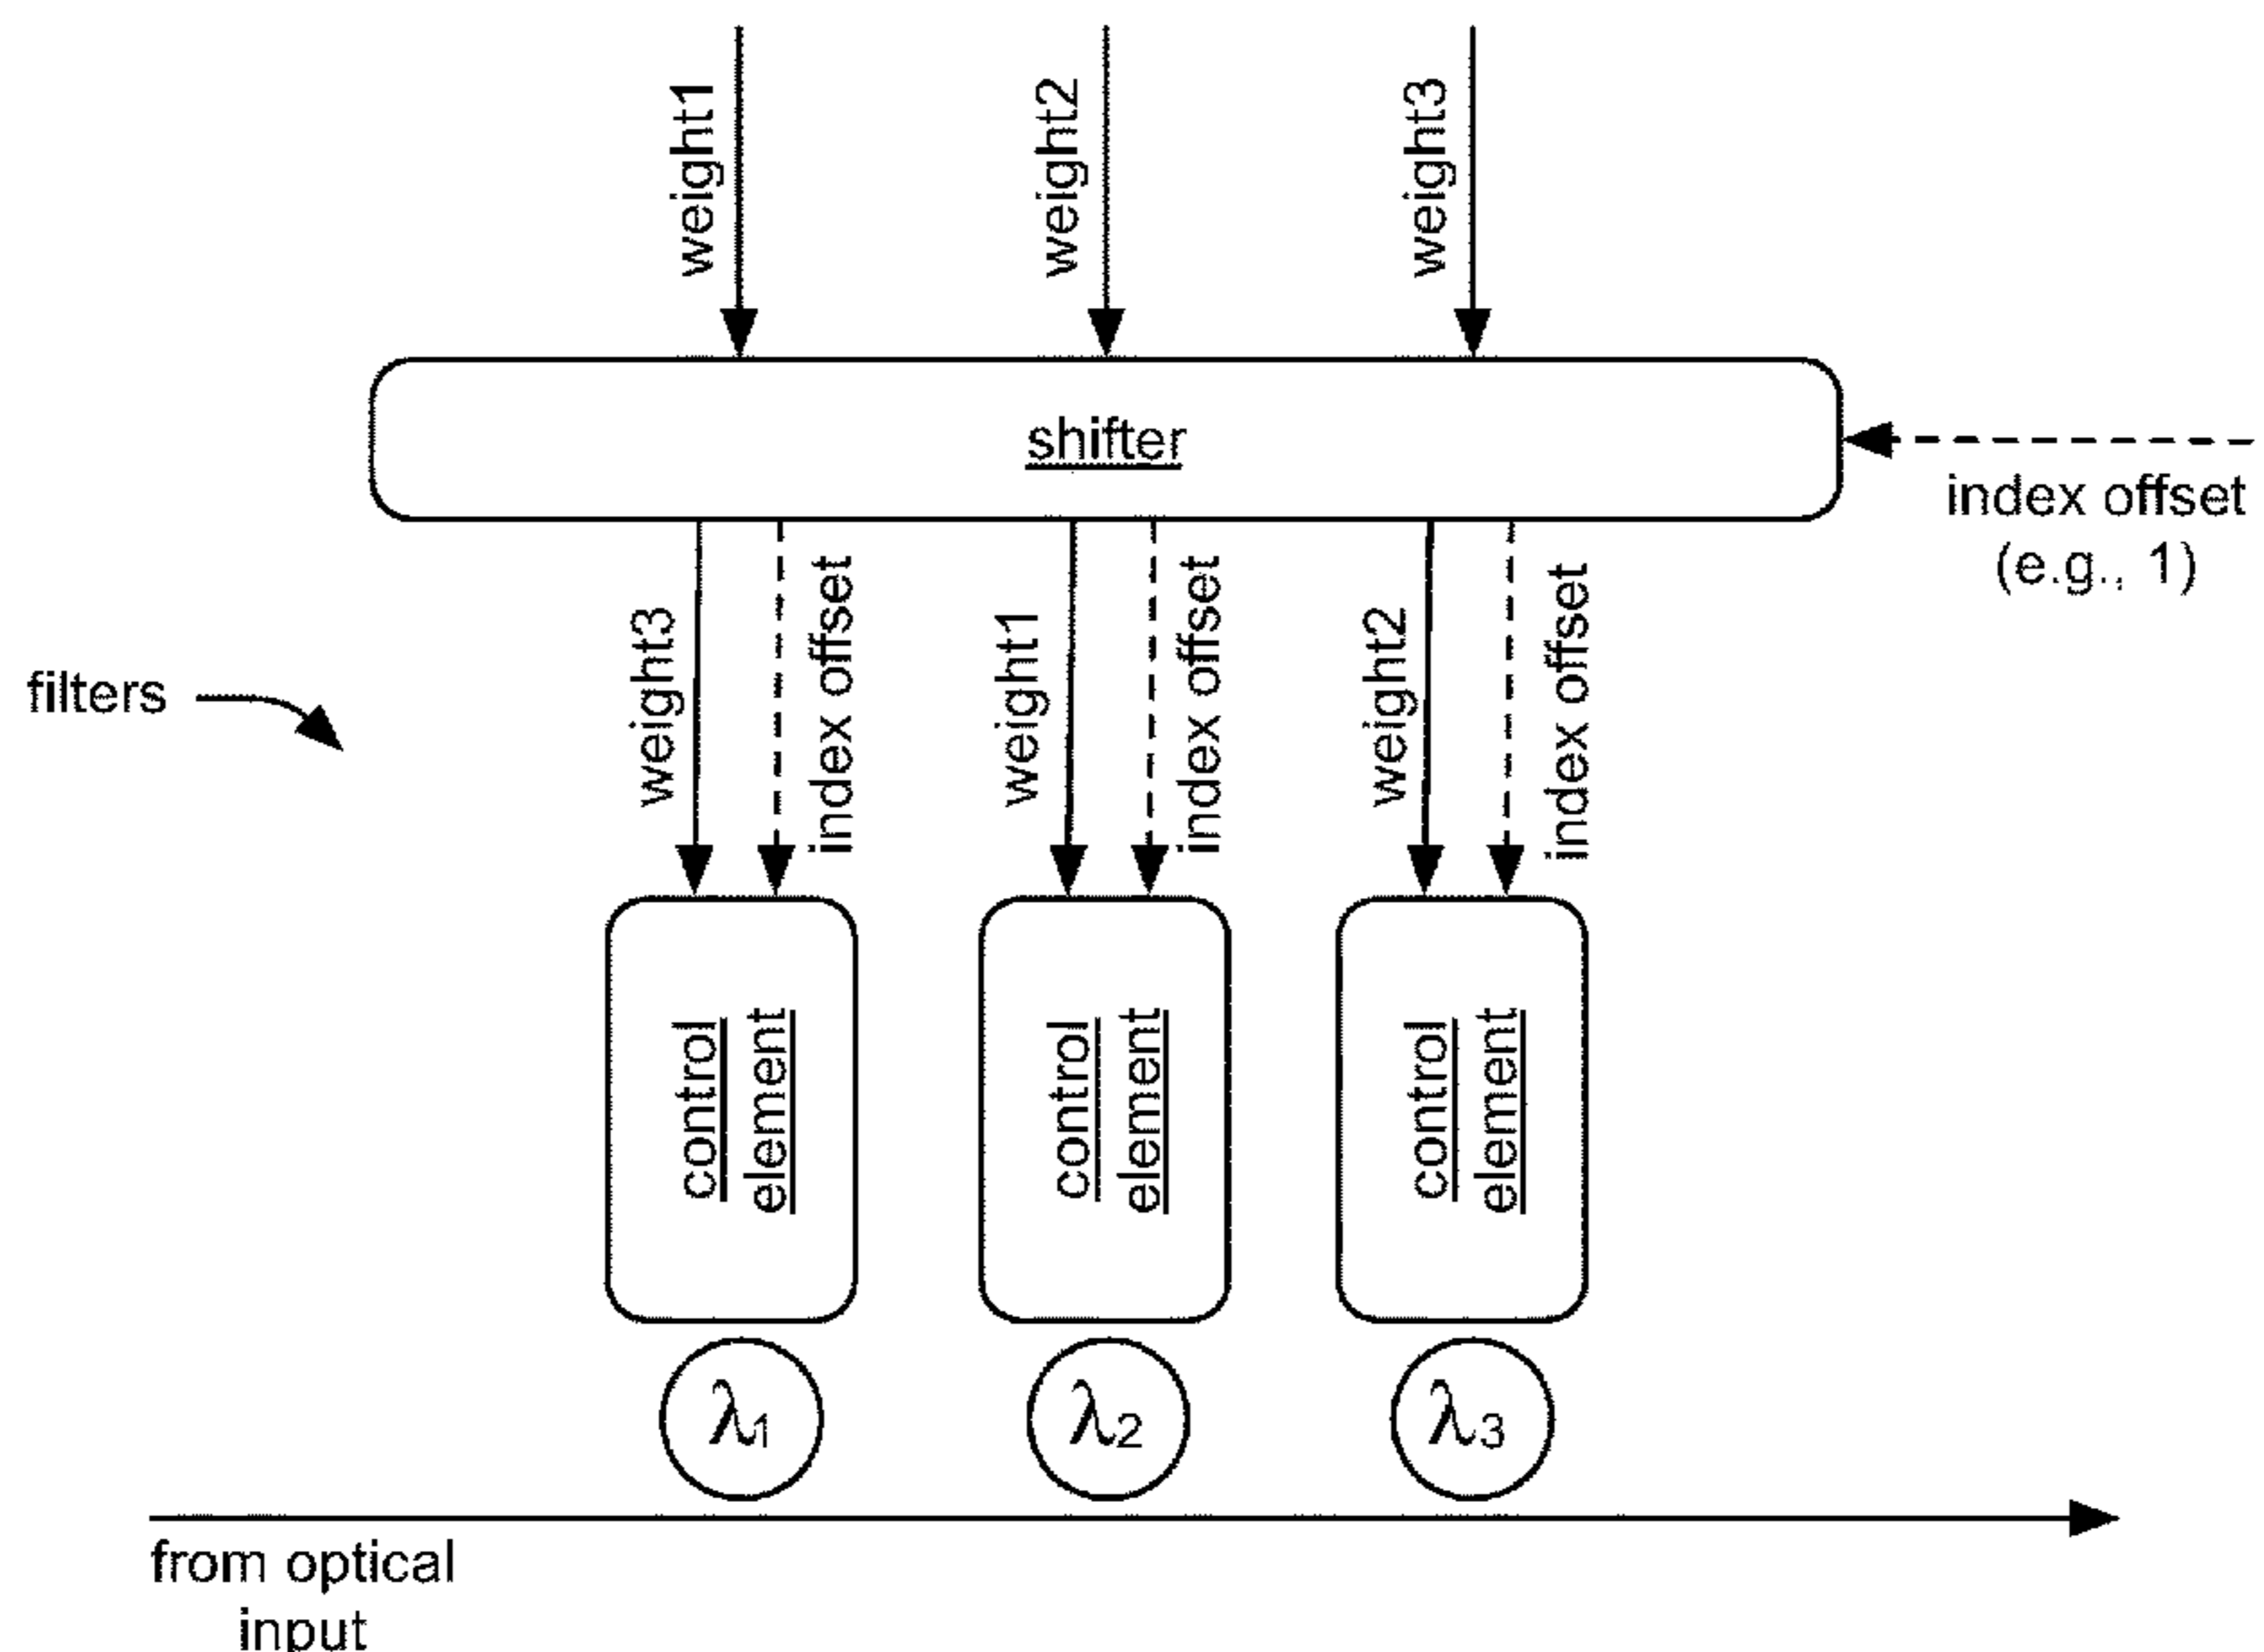 weight1
weight2
weight3
shifter
index offset
(e.g., 1)
filters
weight3
index offset
weight1
index offset
weight2
index offset
control
element
control
element
control
element
λ1
λ2
λ3
from optical
input